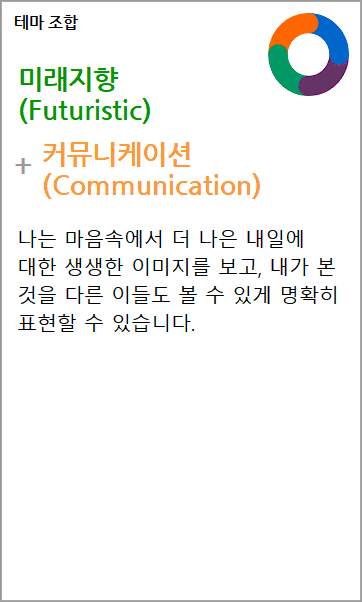 테마 조합
미래지향
(Futuristic)
+ 커뮤니케이션
(Communication)
나는 마음속에서 더 나은 내일에
대한 생생한 이미지를 보고, 내가 본
것을 다른 이들도 볼 수 있게 명확히
표현할 수 있습니다.